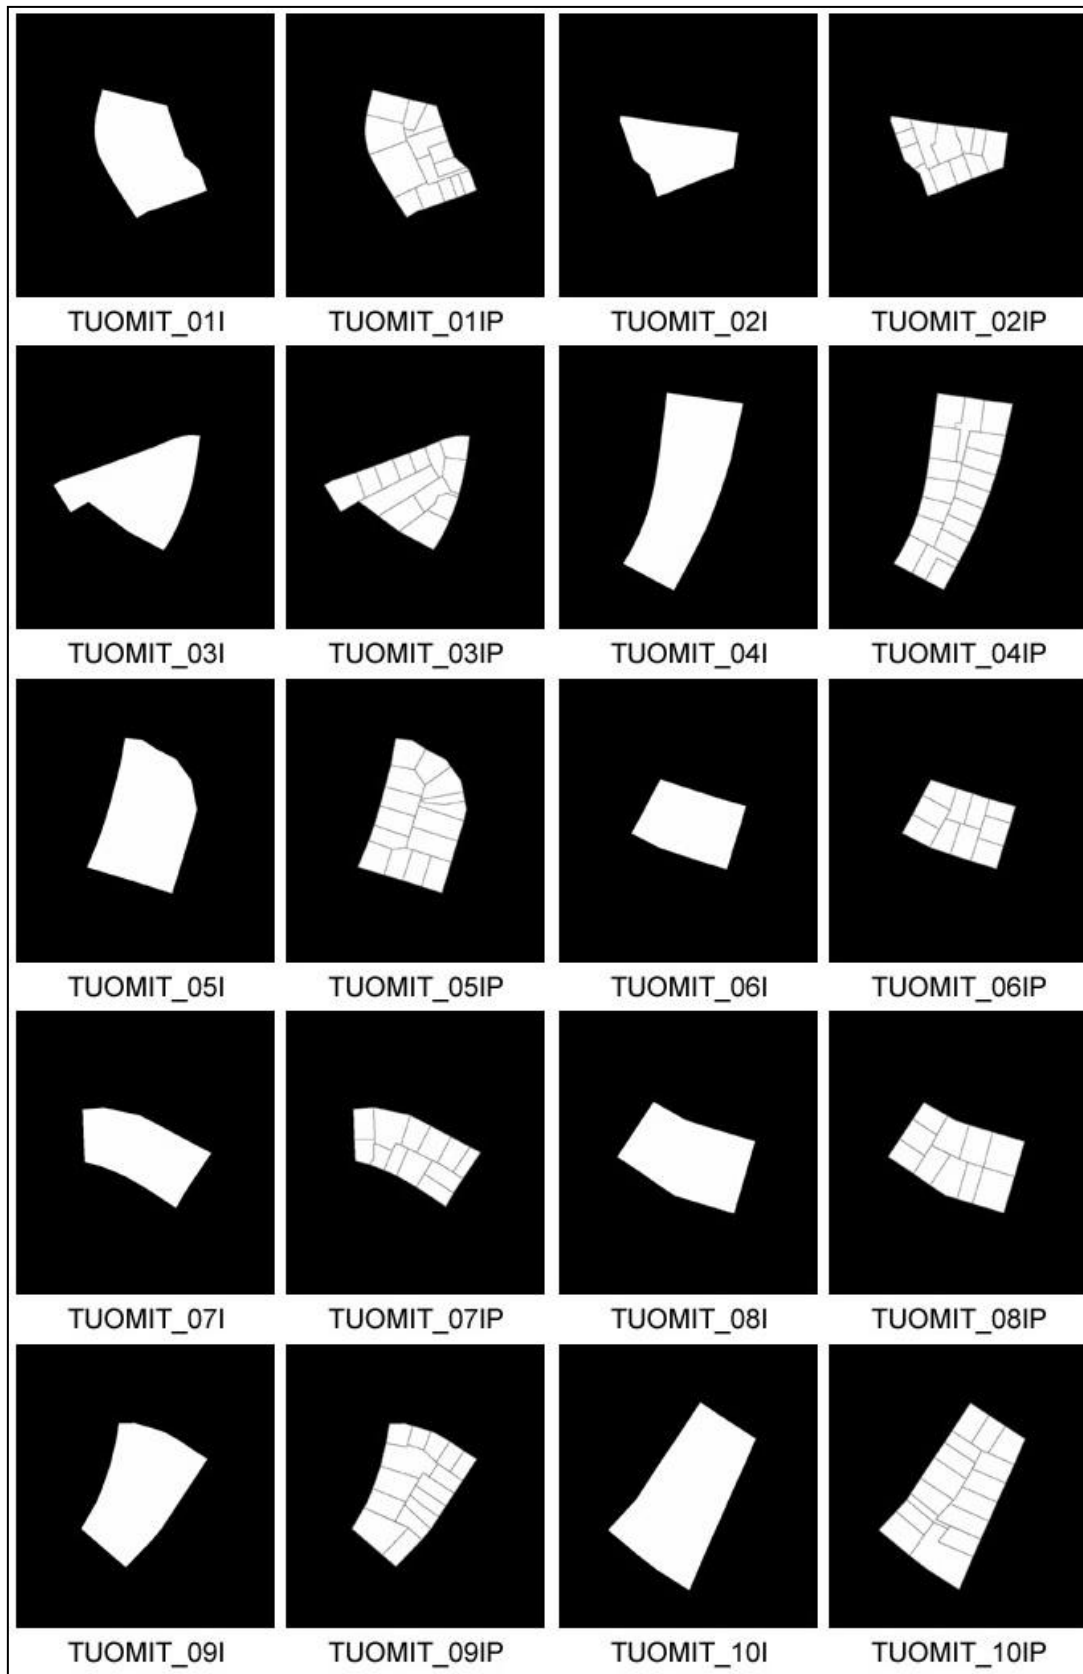 TUOMIT_01I TUOMIT_01IP TUOMIT_02I TUOMIT_02IP
TUOMIT_03I TUOMIT_03IP TUOMIT_04I TUOMIT_04IP
TUOMIT_05I TUOMIT_05IP TUOMIT_06I TUOMIT_06IP
TUOMIT_07I TUOMIT_07IP TUOMIT_08I TUOMIT_08IP
TUOMIT_09I TUOMIT_09IP TUOMIT_10I TUOMIT_10IP